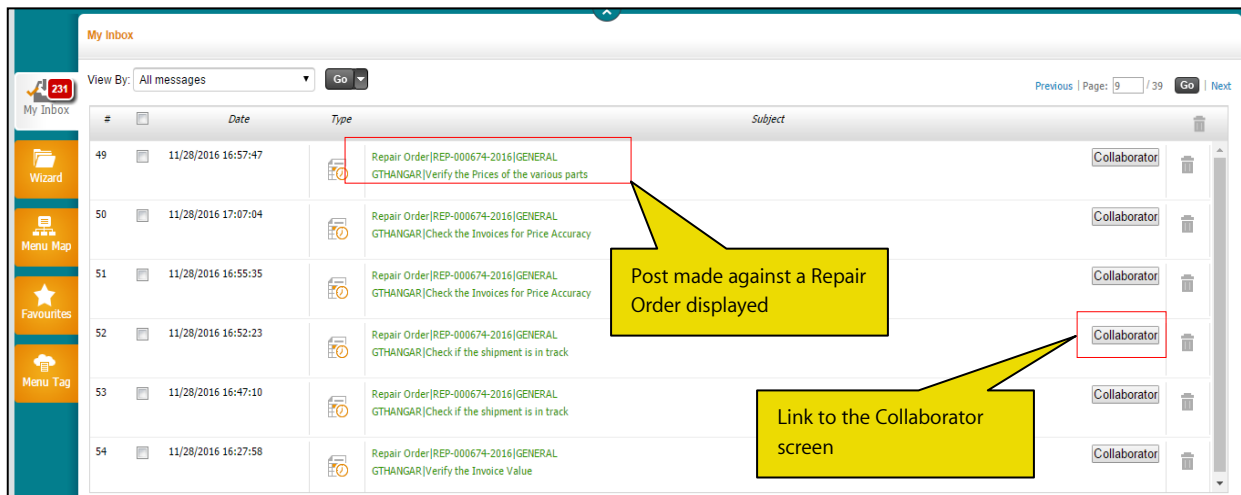 My Inbox
View By: All messages Go
Previous | Page: 9 / 39 Go | Next
231
My Inbox
Wizard
Menu Map
Favourites
Menu Tag
# Date Type Subject
49 11/28/2016 16:57:47 Repair Order|REP-000674-2016|GENERAL Collaborator
GTHANGAR|Verify the Prices of the various parts
50 11/28/2016 17:07:04 Repair Order|REP-000674-2016|GENERAL Collaborator
GTHANGAR|Check the Invoices for Price Accuracy
51 11/28/2016 16:55:35 Repair Order|REP-000674-2016|GENERAL Collaborator
GTHANGAR|Check the Invoices for Price Accuracy
52 11/28/2016 16:52:23 Repair Order|REP-000674-2016|GENERAL Collaborator
GTHANGAR|Check if the shipment is in track
53 11/28/2016 16:47:10 Repair Order|REP-000674-2016|GENERAL Collaborator
GTHANGAR|Check if the shipment is in track
54 11/28/2016 16:27:58 Repair Order|REP-000674-2016|GENERAL Collaborator
GTHANGAR|Verify the Invoice Value
Post made against a Repair
Order displayed
Link to the Collaborator
screen